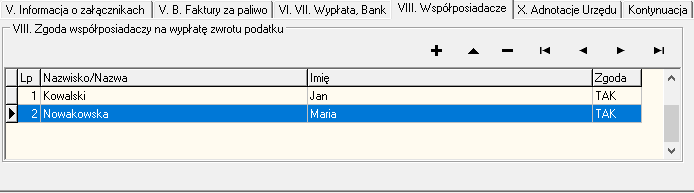 V. Informacja o załącznikach V. B. Faktury za paliwo VI. VII. Wypłata, Bank VIII. Współposiadacze X. Adnotacje Urzędu Kontynuacja
VIII. Zgoda współposiadaczy na wypłatę zwrotu podatku
Lp Nazwisko/Nazwa Imię Zgoda
1 Kowalski Jan TAK
2 Nowakowska Maria TAK